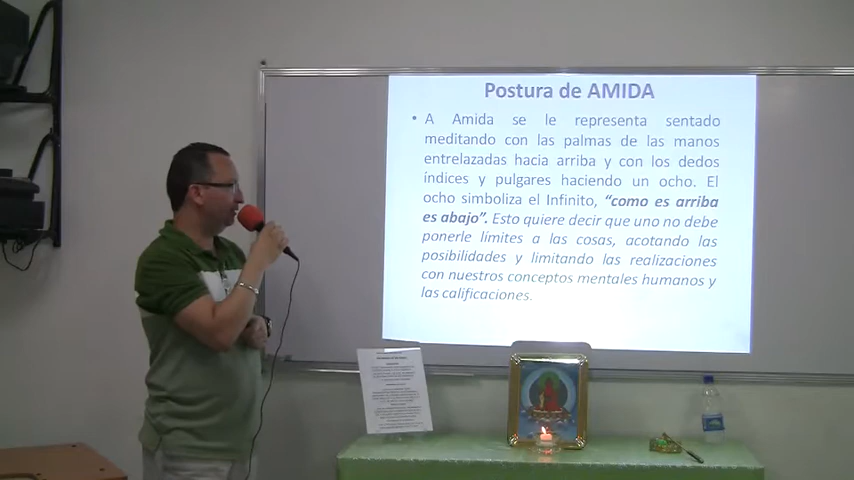 Postura de AMIDA
• A Amida se le representa sentado
meditando con las palmas de las manos
entrelazadas hacia arriba y con los dedos
índices y pulgares haciendo un ocho. El
ocho simboliza el Infinito, “como es arriba
es abajo”. Esto quiere decir que uno no debe
ponerle límites a las cosas, acotando las
posibilidades y limitando las realizaciones
con nuestros conceptos mentales humanos y
las calificaciones.